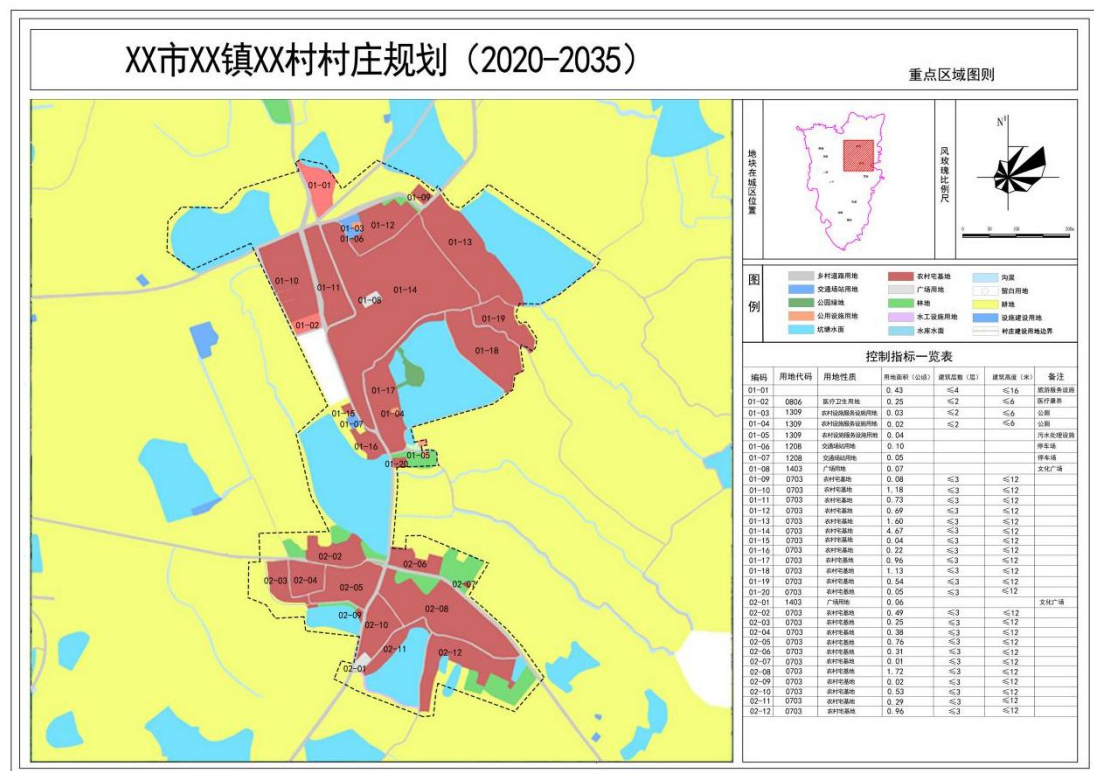 XX市XX镇XX村村庄规划（2020-2035）
重点区域图则
01-01
01-09
01-03
01-06
01-12
01-13
01-10
01-11
01-14
01-08
01-02
01-19
01-18
01-17
01-15
01-04
01-07
01-16
01-05
01-20
02-02
02-06
02-03
02-04
02-05
02-07
02-08
02-09
02-10
02-11
02-12
02-01
地块在城区位置
风玫瑰比例尺
N
图例
乡村道路用地
农村宅基地
沟渠
交通场站用地
广场用地
留白用地
公园绿地
林地
耕地
公用设施用地
水工设施用地
设施建设用地
坑塘水面
水库水面
村庄建设用地边界
控制指标一览表
编码 用地代码 用地性质 用地面积（公顷） 建筑层数（层） 建筑高度（米） 备注
01-01 0.43 ≤4 ≤16 旅游服务设施
01-02 0806 医疗卫生用地 0.25 ≤2 ≤6 医疗康养
01-03 1309 农村设施服务设施用地 0.03 ≤2 ≤6 公厕
01-04 1309 农村设施服务设施用地 0.02 ≤2 ≤6 公厕
01-05 1309 农村设施服务设施用地 0.04 污水处理设施
01-06 1208 交通场站用地 0.10 停车场
01-07 1208 交通场站用地 0.05 停车场
01-08 1403 广场用地 0.07 文化广场
01-09 0703 农村宅基地 0.08 ≤3 ≤12
01-10 0703 农村宅基地 1.18 ≤3 ≤12
01-11 0703 农村宅基地 0.73 ≤3 ≤12
01-12 0703 农村宅基地 0.69 ≤3 ≤12
01-13 0703 农村宅基地 1.60 ≤3 ≤12
01-14 0703 农村宅基地 4.67 ≤3 ≤12
01-15 0703 农村宅基地 0.04 ≤3 ≤12
01-16 0703 农村宅基地 0.22 ≤3 ≤12
01-17 0703 农村宅基地 0.96 ≤3 ≤12
01-18 0703 农村宅基地 1.13 ≤3 ≤12
01-19 0703 农村宅基地 0.54 ≤3 ≤12
01-20 0703 农村宅基地 0.05 ≤3 ≤12
02-01 1403 广场用地 0.06 文化广场
02-02 0703 农村宅基地 0.49 ≤3 ≤12
02-03 0703 农村宅基地 0.25 ≤3 ≤12
02-04 0703 农村宅基地 0.38 ≤3 ≤12
02-05 0703 农村宅基地 0.76 ≤3 ≤12
02-06 0703 农村宅基地 0.31 ≤3 ≤12
02-07 0703 农村宅基地 0.01 ≤3 ≤12
02-08 0703 农村宅基地 1.72 ≤3 ≤12
02-09 0703 农村宅基地 0.02 ≤3 ≤12
02-10 0703 农村宅基地 0.53 ≤3 ≤12
02-11 0703 农村宅基地 0.29 ≤3 ≤12
02-12 0703 农村宅基地 0.96 ≤3 ≤12